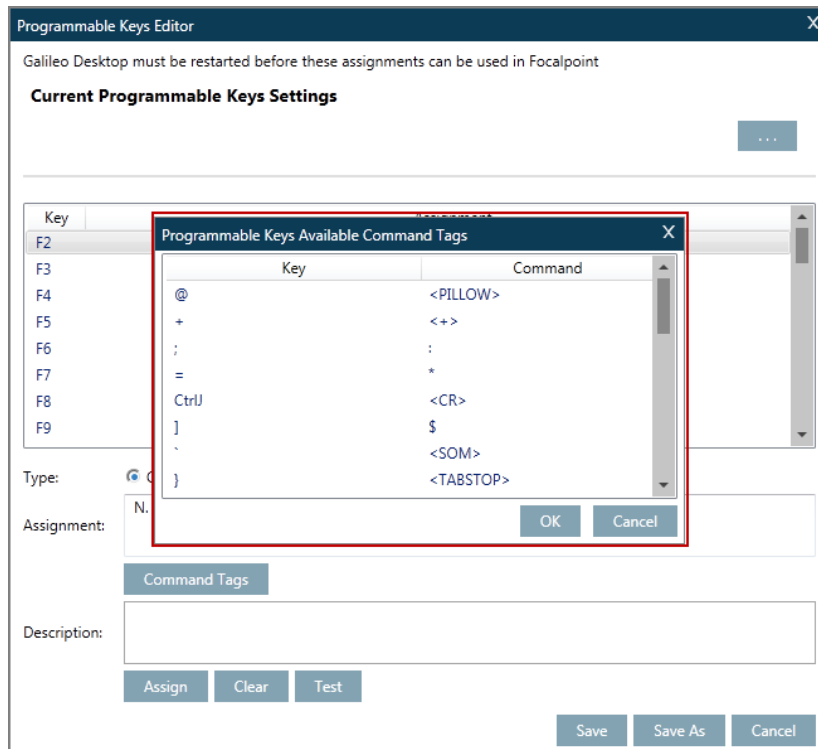 Programmable Keys Editor X
Galileo Desktop must be restarted before these assignments can be used in Focalpoint
Current Programmable Keys Settings
...
Key
F2
F3
F4
F5
F6
F7
F8
F9
Programmable Keys Available Command Tags X
Key Command
@ <PILLOW>
+ <+>
; :
= *
CtrlJ <CR>
] $
` <SOM>
} <TABSTOP>
OK Cancel
Type:
Assignment: N.
Command Tags
Description:
Assign Clear Test
Save Save As Cancel